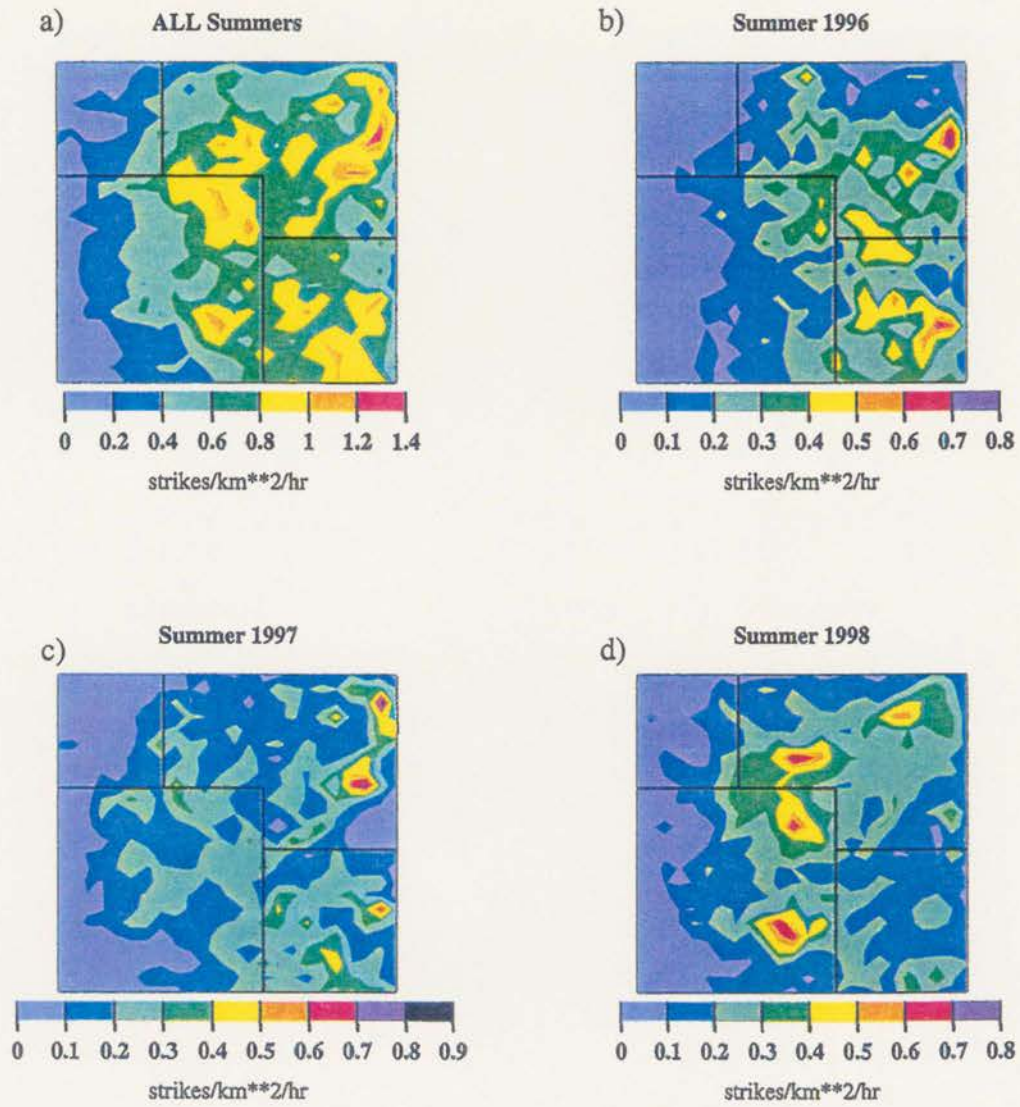 a) ALL Summers
b) Summer 1996
0 0.2 0.4 0.6 0.8 1 1.2 1.4
strikes/km**2/hr
0 0.1 0.2 0.3 0.4 0.5 0.6 0.7 0.8
strikes/km**2/hr
c) Summer 1997
d) Summer 1998
0 0.1 0.2 0.3 0.4 0.5 0.6 0.7 0.8 0.9
strikes/km**2/hr
0 0.1 0.2 0.3 0.4 0.5 0.6 0.7 0.8
strikes/km**2/hr